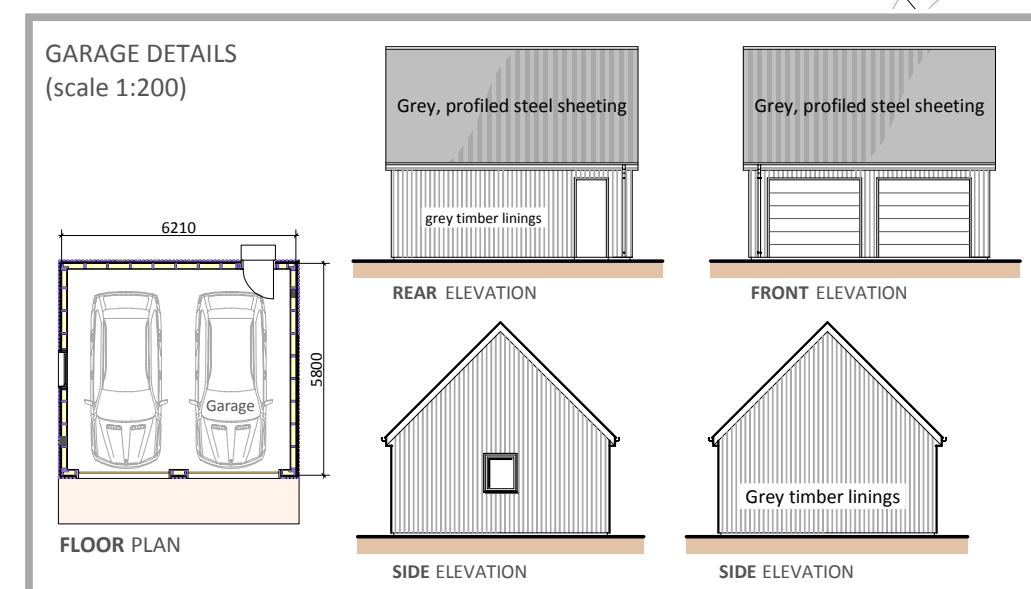 GARAGE DETAILS
(scale 1:200)
Grey, profiled steel sheeting
grey timber linings
REAR ELEVATION
Grey, profiled steel sheeting
FRONT ELEVATION
6210
5800
Garage
FLOOR PLAN
SIDE ELEVATION
Grey timber linings
SIDE ELEVATION